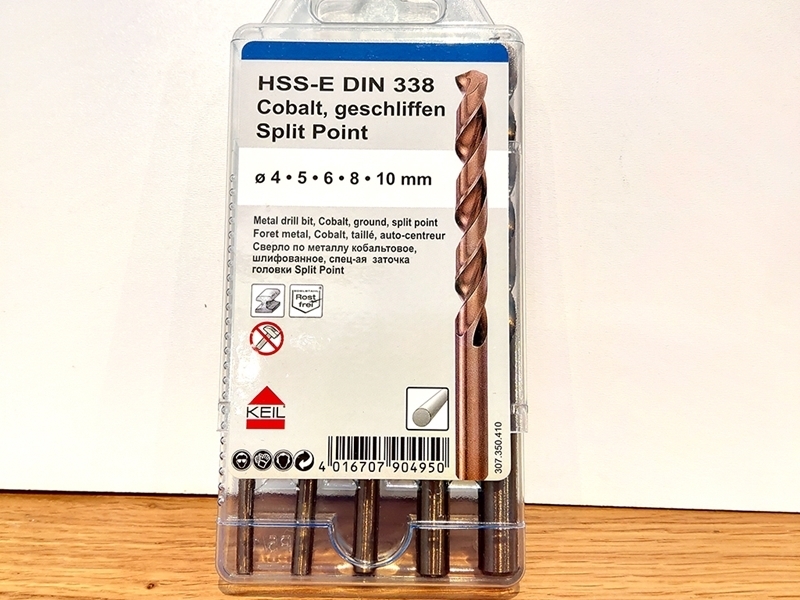 HSS-E DIN 338
Cobalt, geschliffen
Split Point
ø 4 • 5 • 6 • 8 • 10 mm
Metal drill bit, Cobalt, ground, split point
Foret metal, Cobalt, taillé, auto-centreur
Сверло по металлу кобальтовое,
шлифованное, спец-ая заточка
головки Split Point
Rost
frei
KEIL
4 016707 904950
307.350.410